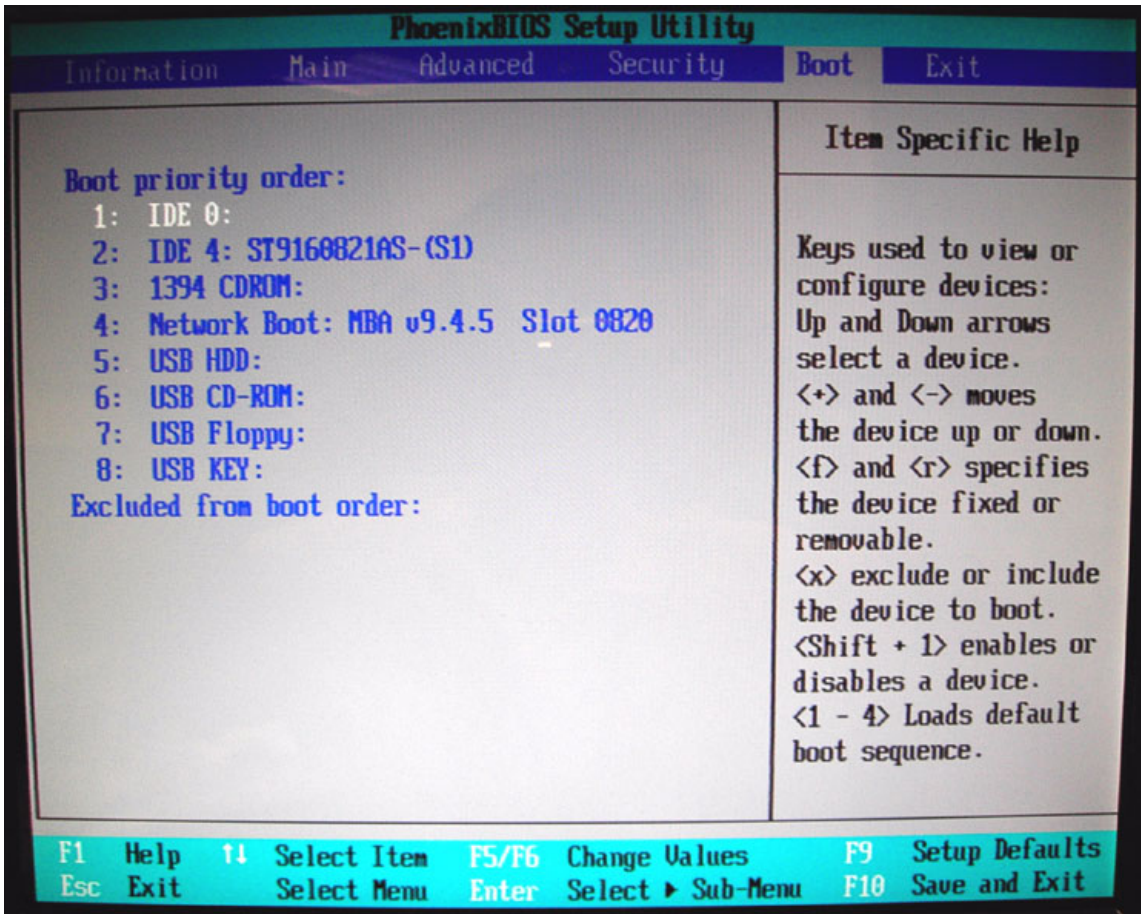 PhoenixBIOS Setup Utility
Information Main Advanced Security Boot Exit
Boot priority order:
1: IDE 0:
2: IDE 4: ST9160821AS-(S1)
3: 1394 CDROM:
4: Network Boot: MBA v9.4.5 Slot 0820
5: USB HDD:
6: USB CD-ROM:
7: USB Floppy:
8: USB KEY:
Excluded from boot order:
Item Specific Help
Keys used to view or
configure devices:
Up and Down arrows
select a device.
<+> and <-> moves
the device up or down.
<f> and <r> specifies
the device fixed or
removable.
<x> exclude or include
the device to boot.
<Shift + 1> enables or
disables a device.
<1 - 4> Loads default
boot sequence.
F1 Help ↑↓ Select Item F5/F6 Change Values F9 Setup Defaults
Esc Exit Select Menu Enter Select ▶ Sub-Menu F10 Save and Exit